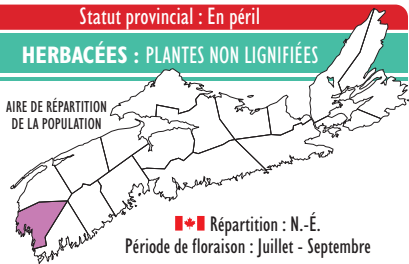 Statut provincial : En péril
HERBACÉES : PLANTES NON LIGNIFIÉES
AIRE DE RÉPARTITION
DE LA POPULATION
Répartition : N.-É.
Période de floraison : Juillet - Septembre